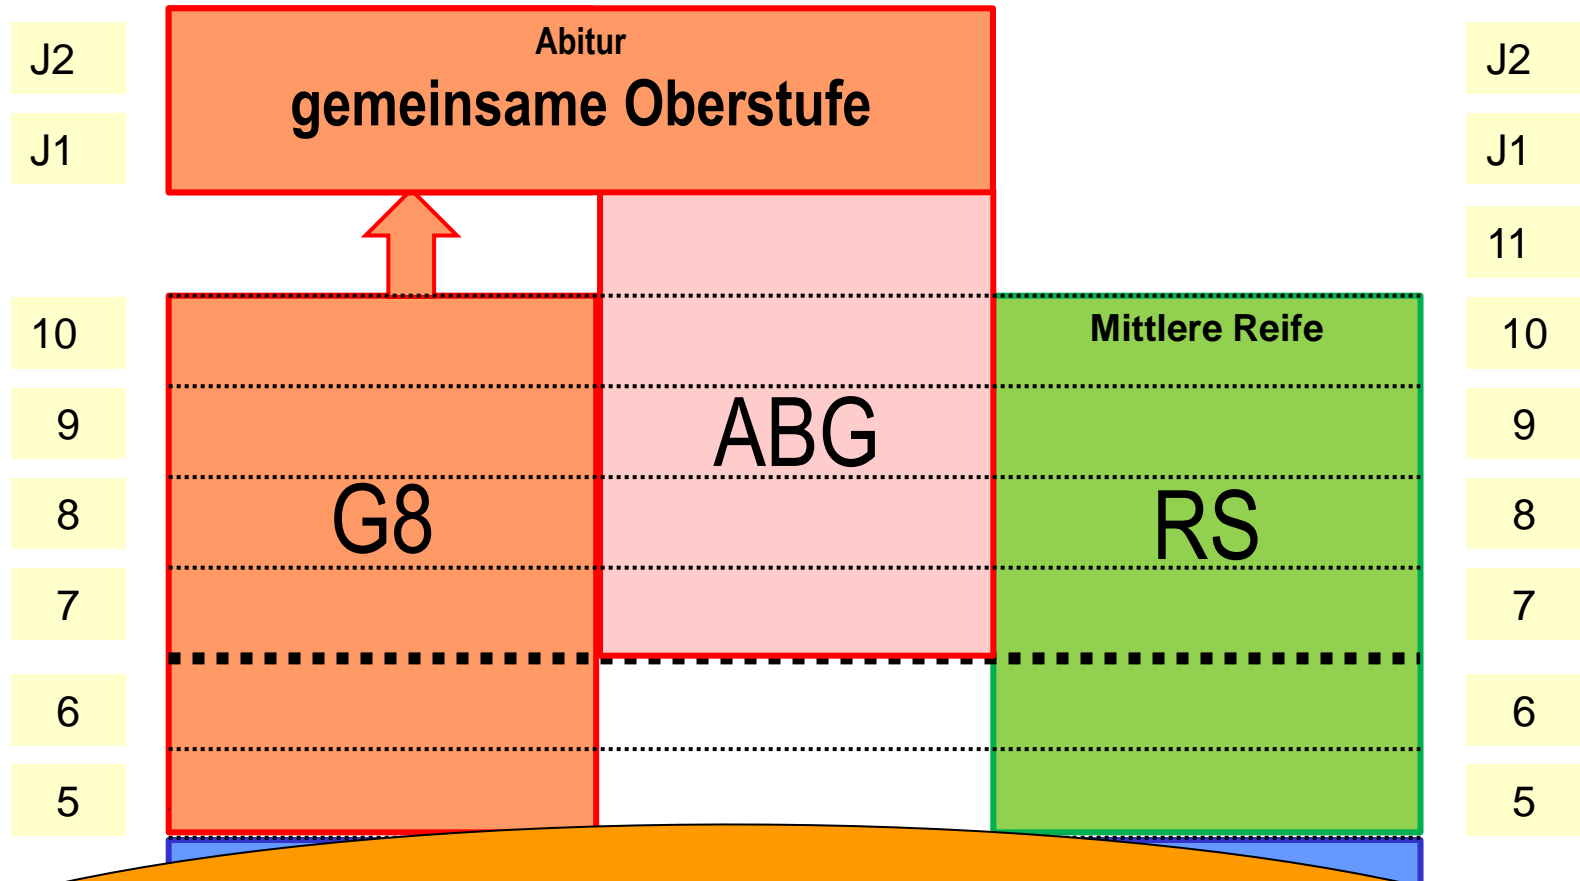 J2
Abitur
J2
gemeinsame Oberstufe
J1
J1
11
10
Mittlere Reife
10
9
ABG
9
8
G8
RS
8
7
7
6
6
5
5